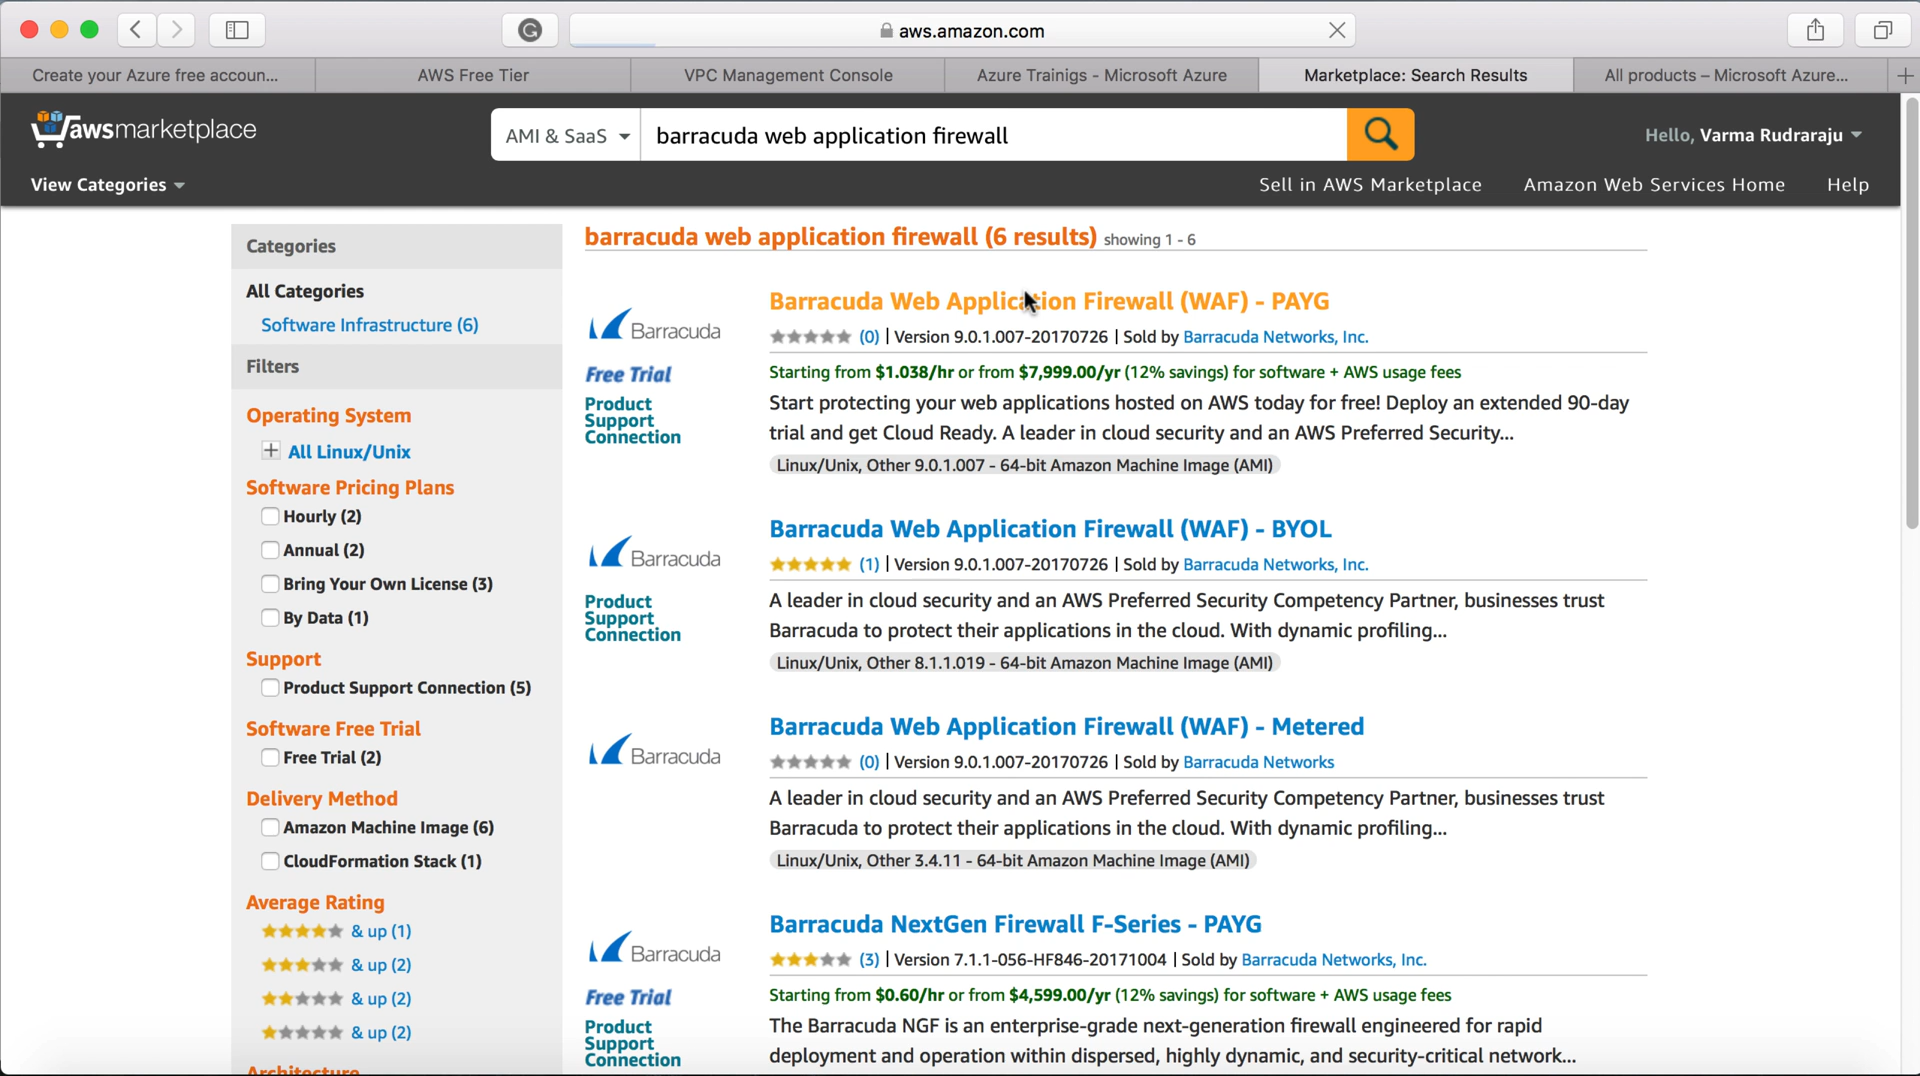 aws.amazon.com
Create your Azure free accoun...
AWS Free Tier
VPC Management Console
Azure Trainigs - Microsoft Azure
Marketplace: Search Results
All products – Microsoft Azure...
awsmarketplace
AMI & SaaS
barracuda web application firewall
Hello, Varma Rudraraju
View Categories
Sell in AWS Marketplace
Amazon Web Services Home
Help
Categories
All Categories
Software Infrastructure (6)
Filters
Operating System
All Linux/Unix
Software Pricing Plans
Hourly (2)
Annual (2)
Bring Your Own License (3)
By Data (1)
Support
Product Support Connection (5)
Software Free Trial
Free Trial (2)
Delivery Method
Amazon Machine Image (6)
CloudFormation Stack (1)
Average Rating
& up (1)
& up (2)
& up (2)
& up (2)
Architecture
barracuda web application firewall (6 results) showing 1 - 6
Barracuda
Free Trial
Product
Support
Connection
Barracuda Web Application Firewall (WAF) - PAYG
(0) | Version 9.0.1.007-20170726 | Sold by Barracuda Networks, Inc.
Starting from $1.038/hr or from $7,999.00/yr (12% savings) for software + AWS usage fees
Start protecting your web applications hosted on AWS today for free! Deploy an extended 90-day
trial and get Cloud Ready. A leader in cloud security and an AWS Preferred Security...
Linux/Unix, Other 9.0.1.007 - 64-bit Amazon Machine Image (AMI)
Barracuda
Product
Support
Connection
Barracuda Web Application Firewall (WAF) - BYOL
(1) | Version 9.0.1.007-20170726 | Sold by Barracuda Networks, Inc.
A leader in cloud security and an AWS Preferred Security Competency Partner, businesses trust
Barracuda to protect their applications in the cloud. With dynamic profiling...
Linux/Unix, Other 8.1.1.019 - 64-bit Amazon Machine Image (AMI)
Barracuda
Barracuda Web Application Firewall (WAF) - Metered
(0) | Version 9.0.1.007-20170726 | Sold by Barracuda Networks
A leader in cloud security and an AWS Preferred Security Competency Partner, businesses trust
Barracuda to protect their applications in the cloud. With dynamic profiling...
Linux/Unix, Other 3.4.11 - 64-bit Amazon Machine Image (AMI)
Barracuda
Free Trial
Product
Support
Connection
Barracuda NextGen Firewall F-Series - PAYG
(3) | Version 7.1.1-056-HF846-20171004 | Sold by Barracuda Networks, Inc.
Starting from $0.60/hr or from $4,599.00/yr (12% savings) for software + AWS usage fees
The Barracuda NGF is an enterprise-grade next-generation firewall engineered for rapid
deployment and operation within dispersed, highly dynamic, and security-critical network...